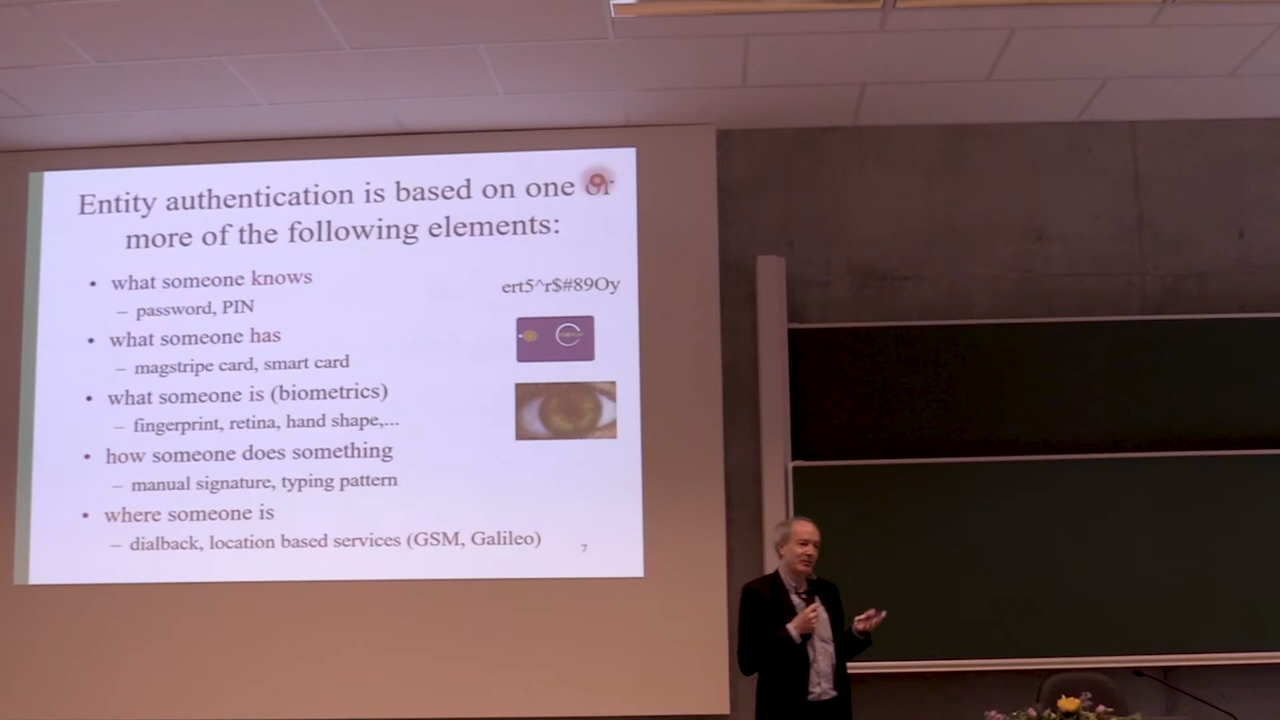 Entity authentication is based on one or
more of the following elements:
• what someone knows
– password, PIN
ert5^r$#89Oy
• what someone has
– magstripe card, smart card
• what someone is (biometrics)
– fingerprint, retina, hand shape,...
• how someone does something
– manual signature, typing pattern
• where someone is
– dialback, location based services (GSM, Galileo)
7